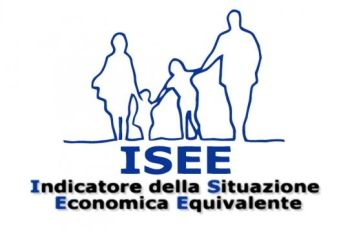 ISEE
Indicatore della Situazione
Economica Equivalente